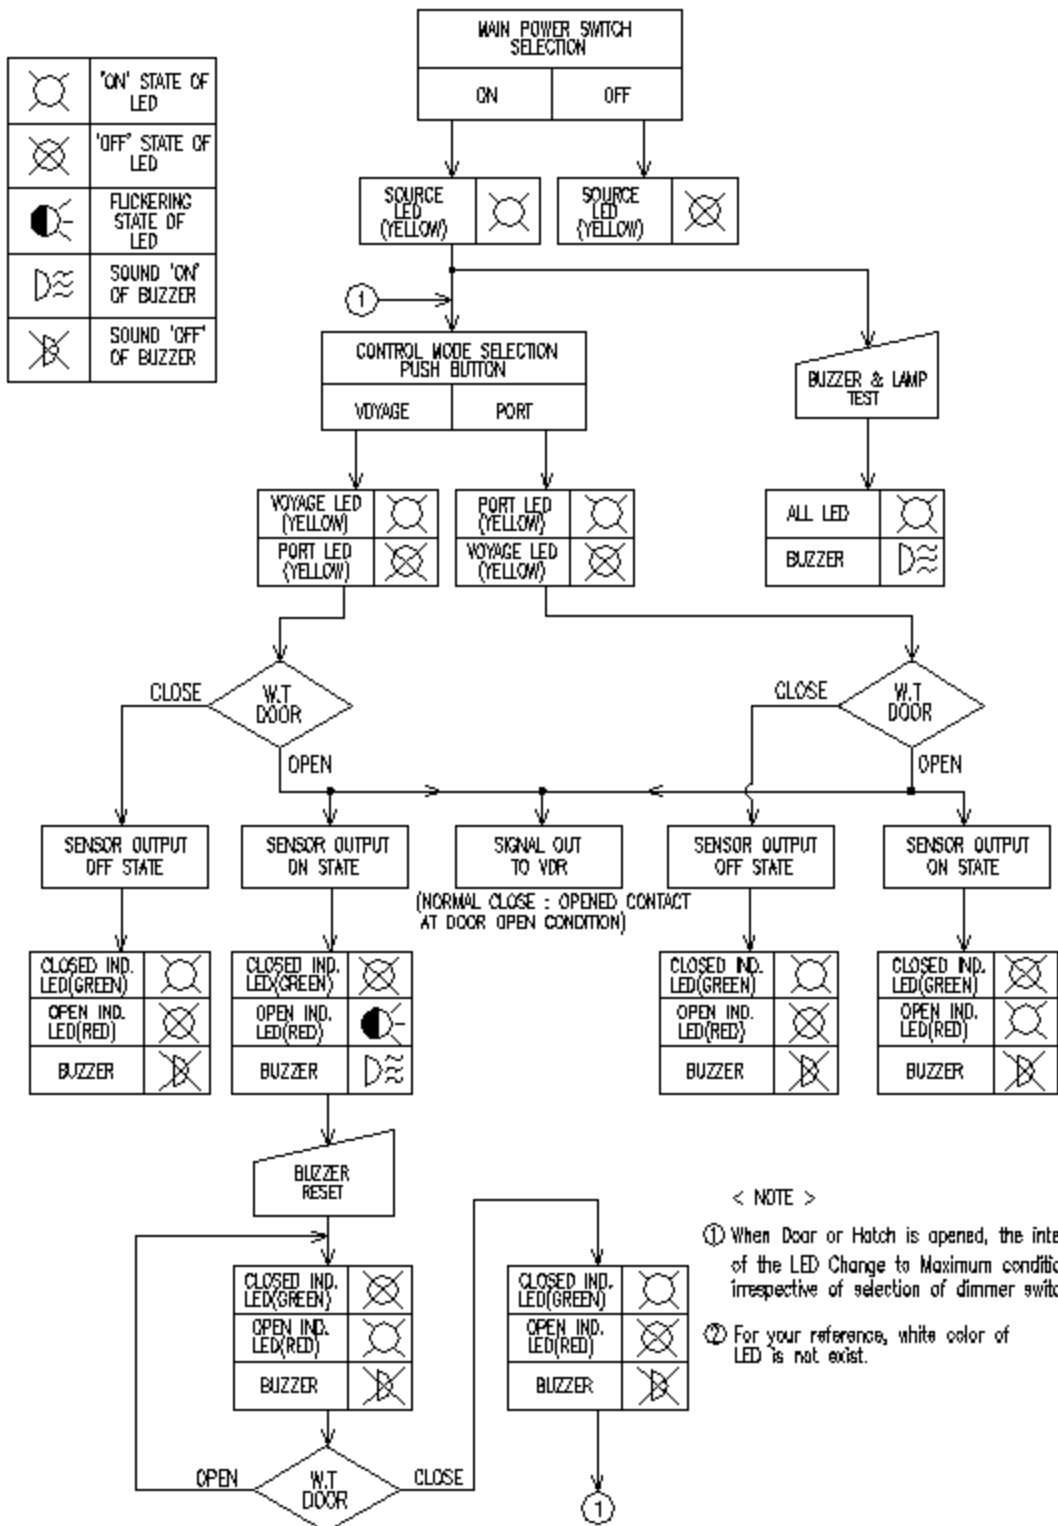 MAIN POWER SWITCH
SELECTION
ON
OFF
'ON' STATE OF
LED
'OFF' STATE OF
LED
FLICKERING
STATE OF
LED
SOUND 'ON'
OF BUZZER
SOUND 'OFF'
OF BUZZER
SOURCE
LED
(YELLOW)
SOURCE
LED
(YELLOW)
1
CONTROL MODE SELECTION
PUSH BUTTON
VOYAGE
PORT
BUZZER & LAMP
TEST
VOYAGE LED
(YELLOW)
PORT LED
(YELLOW)
PORT LED
(YELLOW)
VOYAGE LED
(YELLOW)
ALL LED
BUZZER
CLOSE
W.T
DOOR
OPEN
CLOSE
W.T
DOOR
OPEN
SENSOR OUTPUT
OFF STATE
SENSOR OUTPUT
ON STATE
SIGNAL OUT
TO VDR
SENSOR OUTPUT
OFF STATE
SENSOR OUTPUT
ON STATE
(NORMAL CLOSE : OPENED CONTACT
AT DOOR OPEN CONDITION)
CLOSED IND.
LED(GREEN)
OPEN IND.
LED(RED)
BUZZER
CLOSED IND.
LED(GREEN)
OPEN IND.
LED(RED)
BUZZER
CLOSED IND.
LED(GREEN)
OPEN IND.
LED(RED)
BUZZER
CLOSED IND.
LED(GREEN)
OPEN IND.
LED(RED)
BUZZER
BUZZER
RESET
CLOSED IND.
LED(GREEN)
OPEN IND.
LED(RED)
BUZZER
CLOSED IND.
LED(GREEN)
OPEN IND.
LED(RED)
BUZZER
OPEN
W.T
DOOR
CLOSE
1
< NOTE >
① When Door or Hatch is opened, the inte
of the LED Change to Maximum conditio
irrespective of selection of dimmer switc
② For your reference, white color of
LED is not exist.